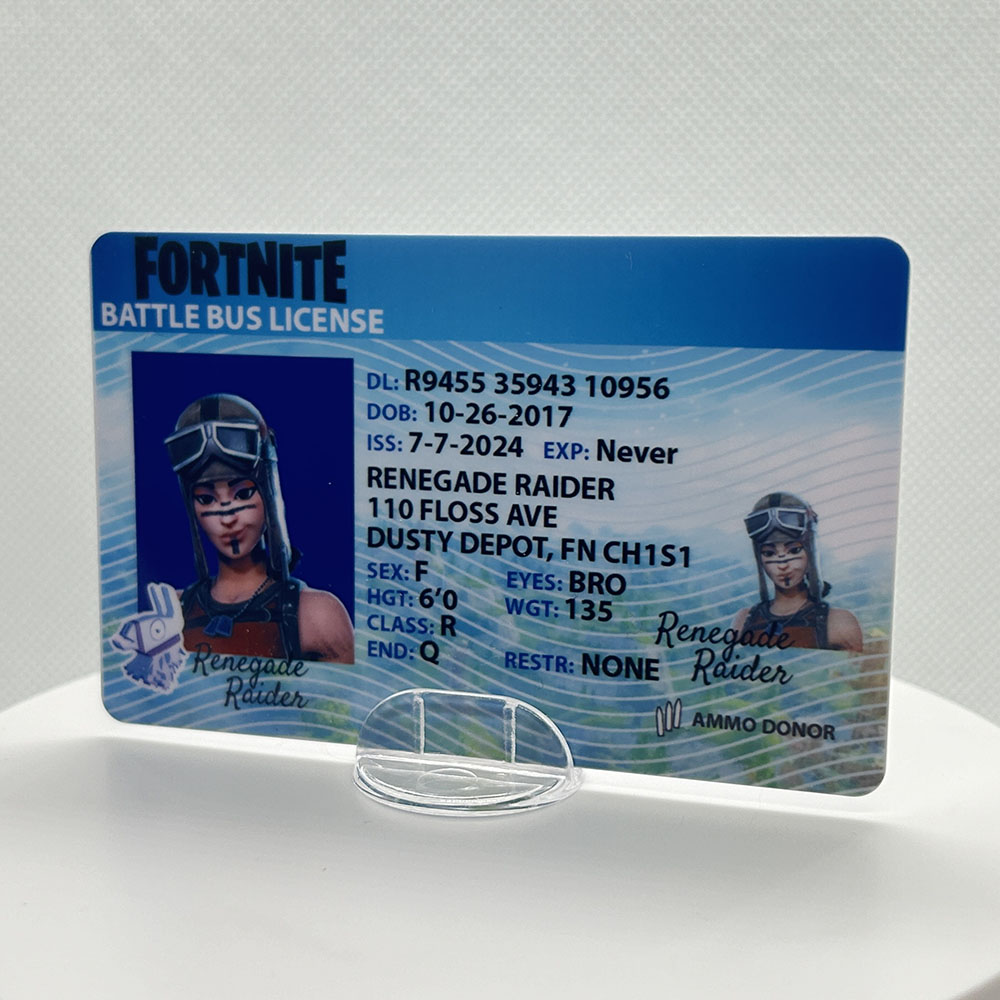 FORTNITE
BATTLE BUS LICENSE
DL: R9455 35943 10956
DOB: 10-26-2017
ISS: 7-7-2024 EXP: Never
RENEGADE RAIDER
110 FLOSS AVE
DUSTY DEPOT, FN CH1S1
SEX: F EYES: BRO
HGT: 6'0 WGT: 135
CLASS: R
END: Q RESTR: NONE
Renegade
Raider
Renegade
Raider
AMMO DONOR